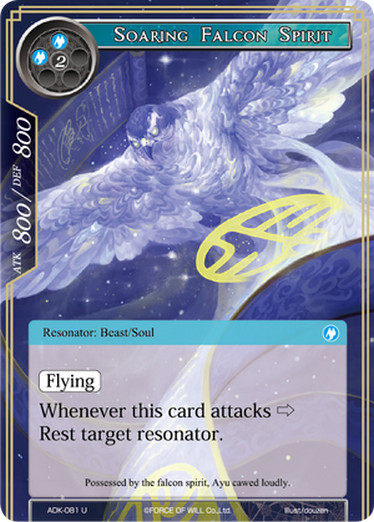 Soaring Falcon Spirit
2
ATK 800 / DEF 800
Resonator: Beast/Soul
Flying
Whenever this card attacks ⇨
Rest target resonator.
Possessed by the falcon spirit, Ayu cawed loudly.
ADK-081 U ©FORCE OF WILL Co.,Ltd. Illust/douzen